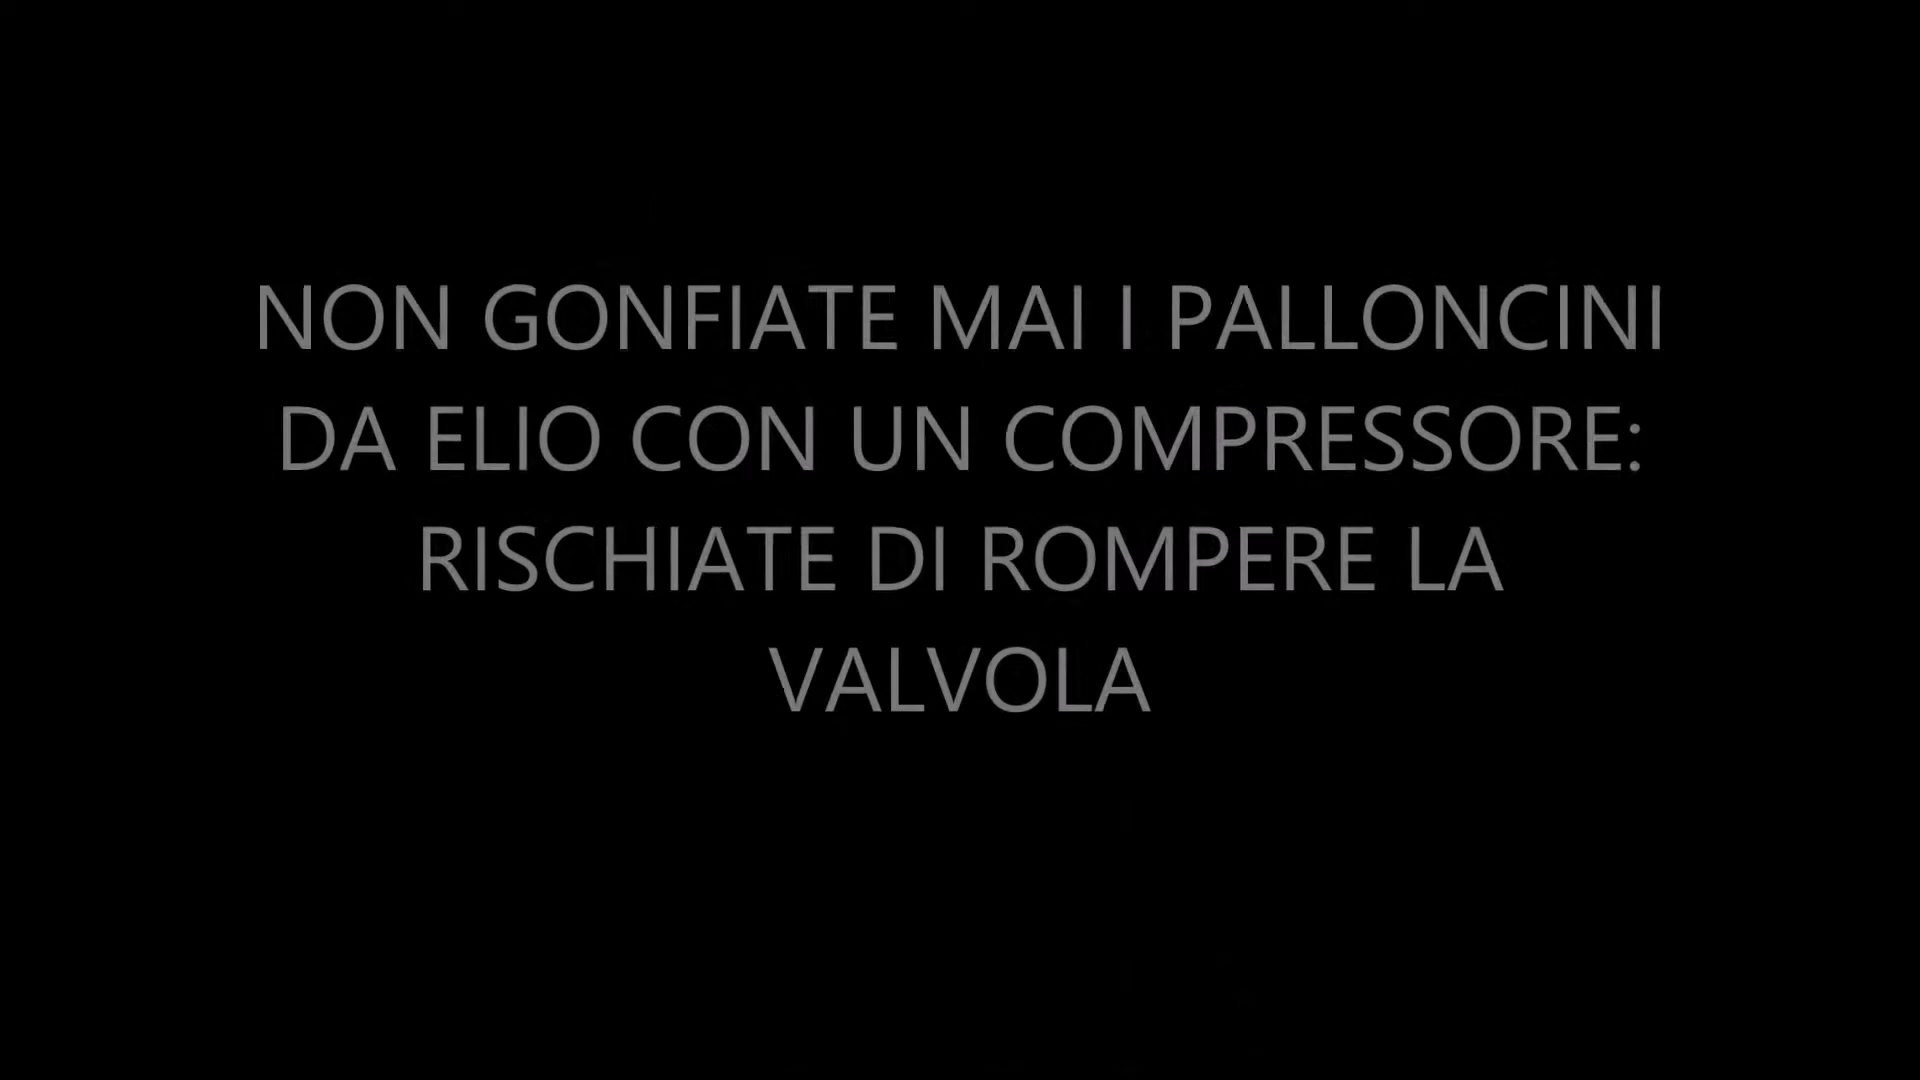 NON GONFIATE MAI I PALLONCINI
DA ELIO CON UN COMPRESSORE:
RISCHIATE DI ROMPERE LA
VALVOLA